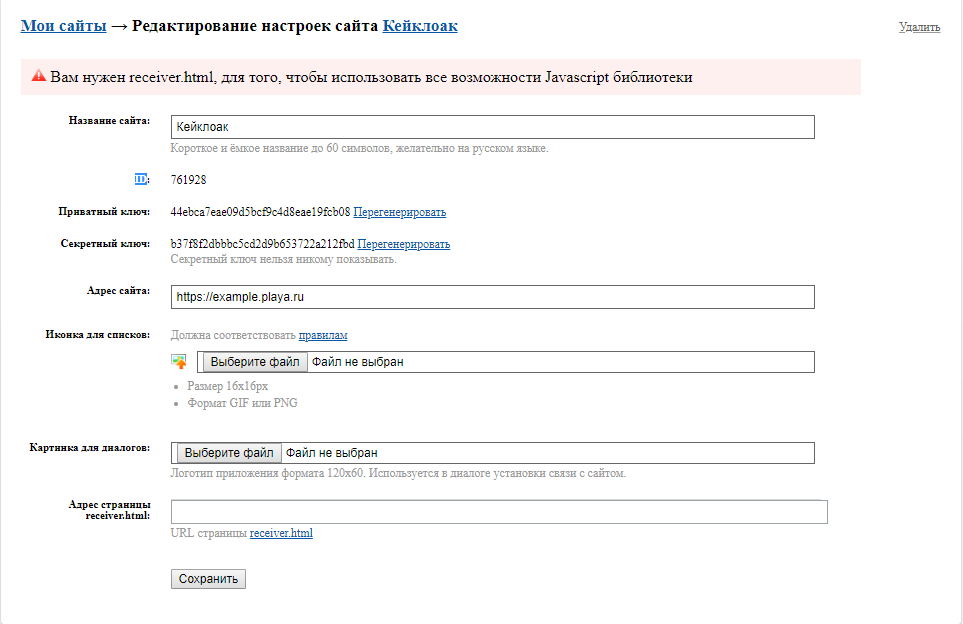 Мои сайты → Редактирование настроек сайта Кейклоак
Удалить
Вам нужен receiver.html, для того, чтобы использовать все возможности Javascript библиотеки
Название сайта:
Кейклоак
Короткое и ёмкое название до 60 символов, желательно на русском языке.
ID:
761928
Приватный ключ:
44ebca7eae09d5bcf9c4d8eae19fcb08 Перегенерировать
Секретный ключ:
b37f8f2dbbbc5cd2d9b653722a212fbd Перегенерировать
Секретный ключ нельзя никому показывать.
Адрес сайта:
https://example.playa.ru
Иконка для списков:
Должна соответствовать правилам
Выберите файл Файл не выбран
• Размер 16x16px
• Формат GIF или PNG
Картинка для диалогов:
Выберите файл Файл не выбран
Логотип приложения формата 120x60. Используется в диалоге установки связи с сайтом.
Адрес страницы
receiver.html:
URL страницы receiver.html
Сохранить